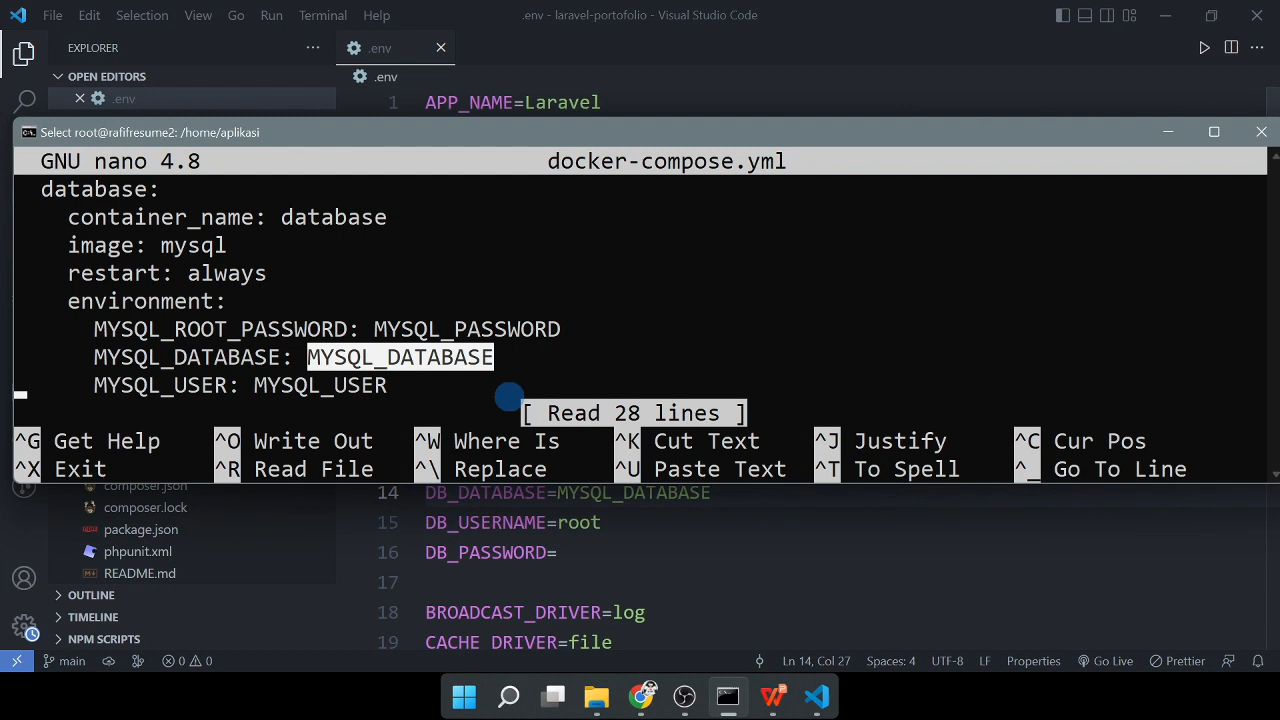 File Edit Selection View Go Run Terminal Help .env - laravel-portofolio - Visual Studio Code
EXPLORER
.env
OPEN EDITORS
.env
.env
1 APP_NAME=Laravel
Select root@rafifresume2: /home/aplikasi
GNU nano 4.8 docker-compose.yml
database:
container_name: database
image: mysql
restart: always
environment:
MYSQL_ROOT_PASSWORD: MYSQL_PASSWORD
MYSQL_DATABASE: MYSQL_DATABASE
MYSQL_USER: MYSQL_USER
[ Read 28 lines ]
^G Get Help ^O Write Out ^W Where Is ^K Cut Text ^J Justify ^C Cur Pos
^X Exit ^R Read File ^\ Replace ^U Paste Text ^T To Spell ^_ Go To Line
composer.json
composer.lock
package.json
phpunit.xml
README.md
OUTLINE
TIMELINE
NPM SCRIPTS
14 DB_DATABASE=MYSQL_DATABASE
15 DB_USERNAME=root
16 DB_PASSWORD=
17
18 BROADCAST_DRIVER=log
19 CACHE_DRIVER=file
main 0 0 Ln 14, Col 27 Spaces: 4 UTF-8 LF Properties Go Live Prettier